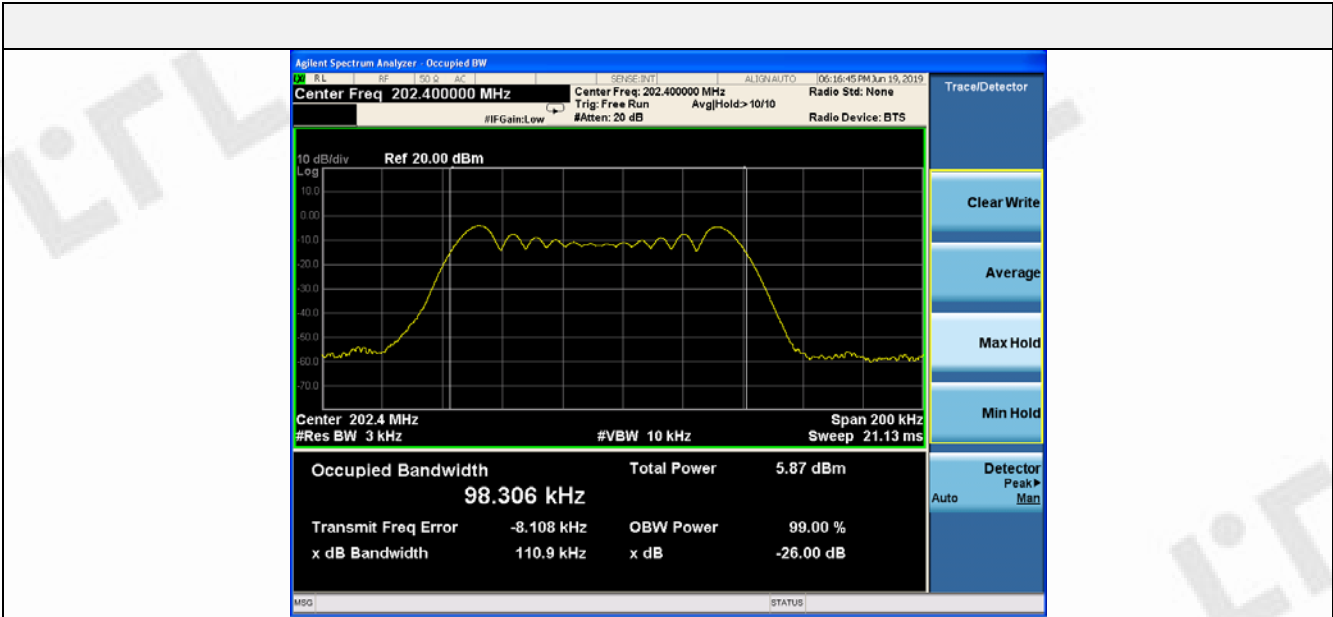 Agilent Spectrum Analyzer - Occupied BW
RL RF 50 Ω AC SENSE:INT ALIGN AUTO 06:16:45 PM Jun 19, 2019
Center Freq 202.400000 MHz
Center Freq: 202.400000 MHz Radio Std: None
Trig: Free Run Avg|Hold:> 10/10
#IFGain:Low #Atten: 20 dB Radio Device: BTS
10 dB/div Ref 20.00 dBm
Log
10.0
0.00
-10.0
-20.0
-30.0
-40.0
-50.0
-60.0
-70.0
Center 202.4 MHz Span 200 kHz
#Res BW 3 kHz #VBW 10 kHz Sweep 21.13 ms
Occupied Bandwidth Total Power 5.87 dBm
98.306 kHz
Transmit Freq Error -8.108 kHz OBW Power 99.00 %
x dB Bandwidth 110.9 kHz x dB -26.00 dB
MSG STATUS
Trace/Detector
Clear Write
Average
Max Hold
Min Hold
Detector
Peak▶
Auto Man